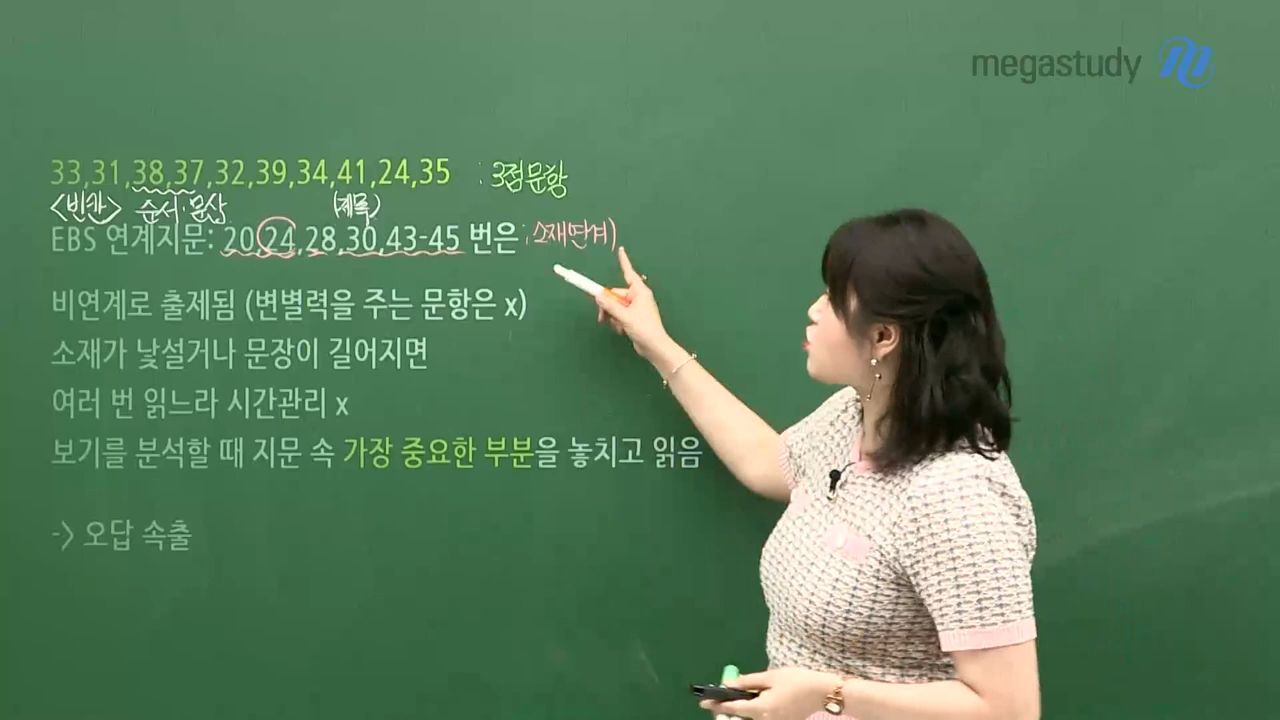 megastudy
33,31,38,37,32,39,34,41,24,35 : 3점문항
<빈칸> 순서·문삽 (제목)
EBS 연계지문: 20,24,28,30,43-45 번은 : 소재(단계)
비연계로 출제됨 (변별력을 주는 문항은 x)
소재가 낯설거나 문장이 길어지면
여러 번 읽느라 시간관리 x
보기를 분석할 때 지문 속 가장 중요한 부분을 놓치고 읽음
-> 오답 속출